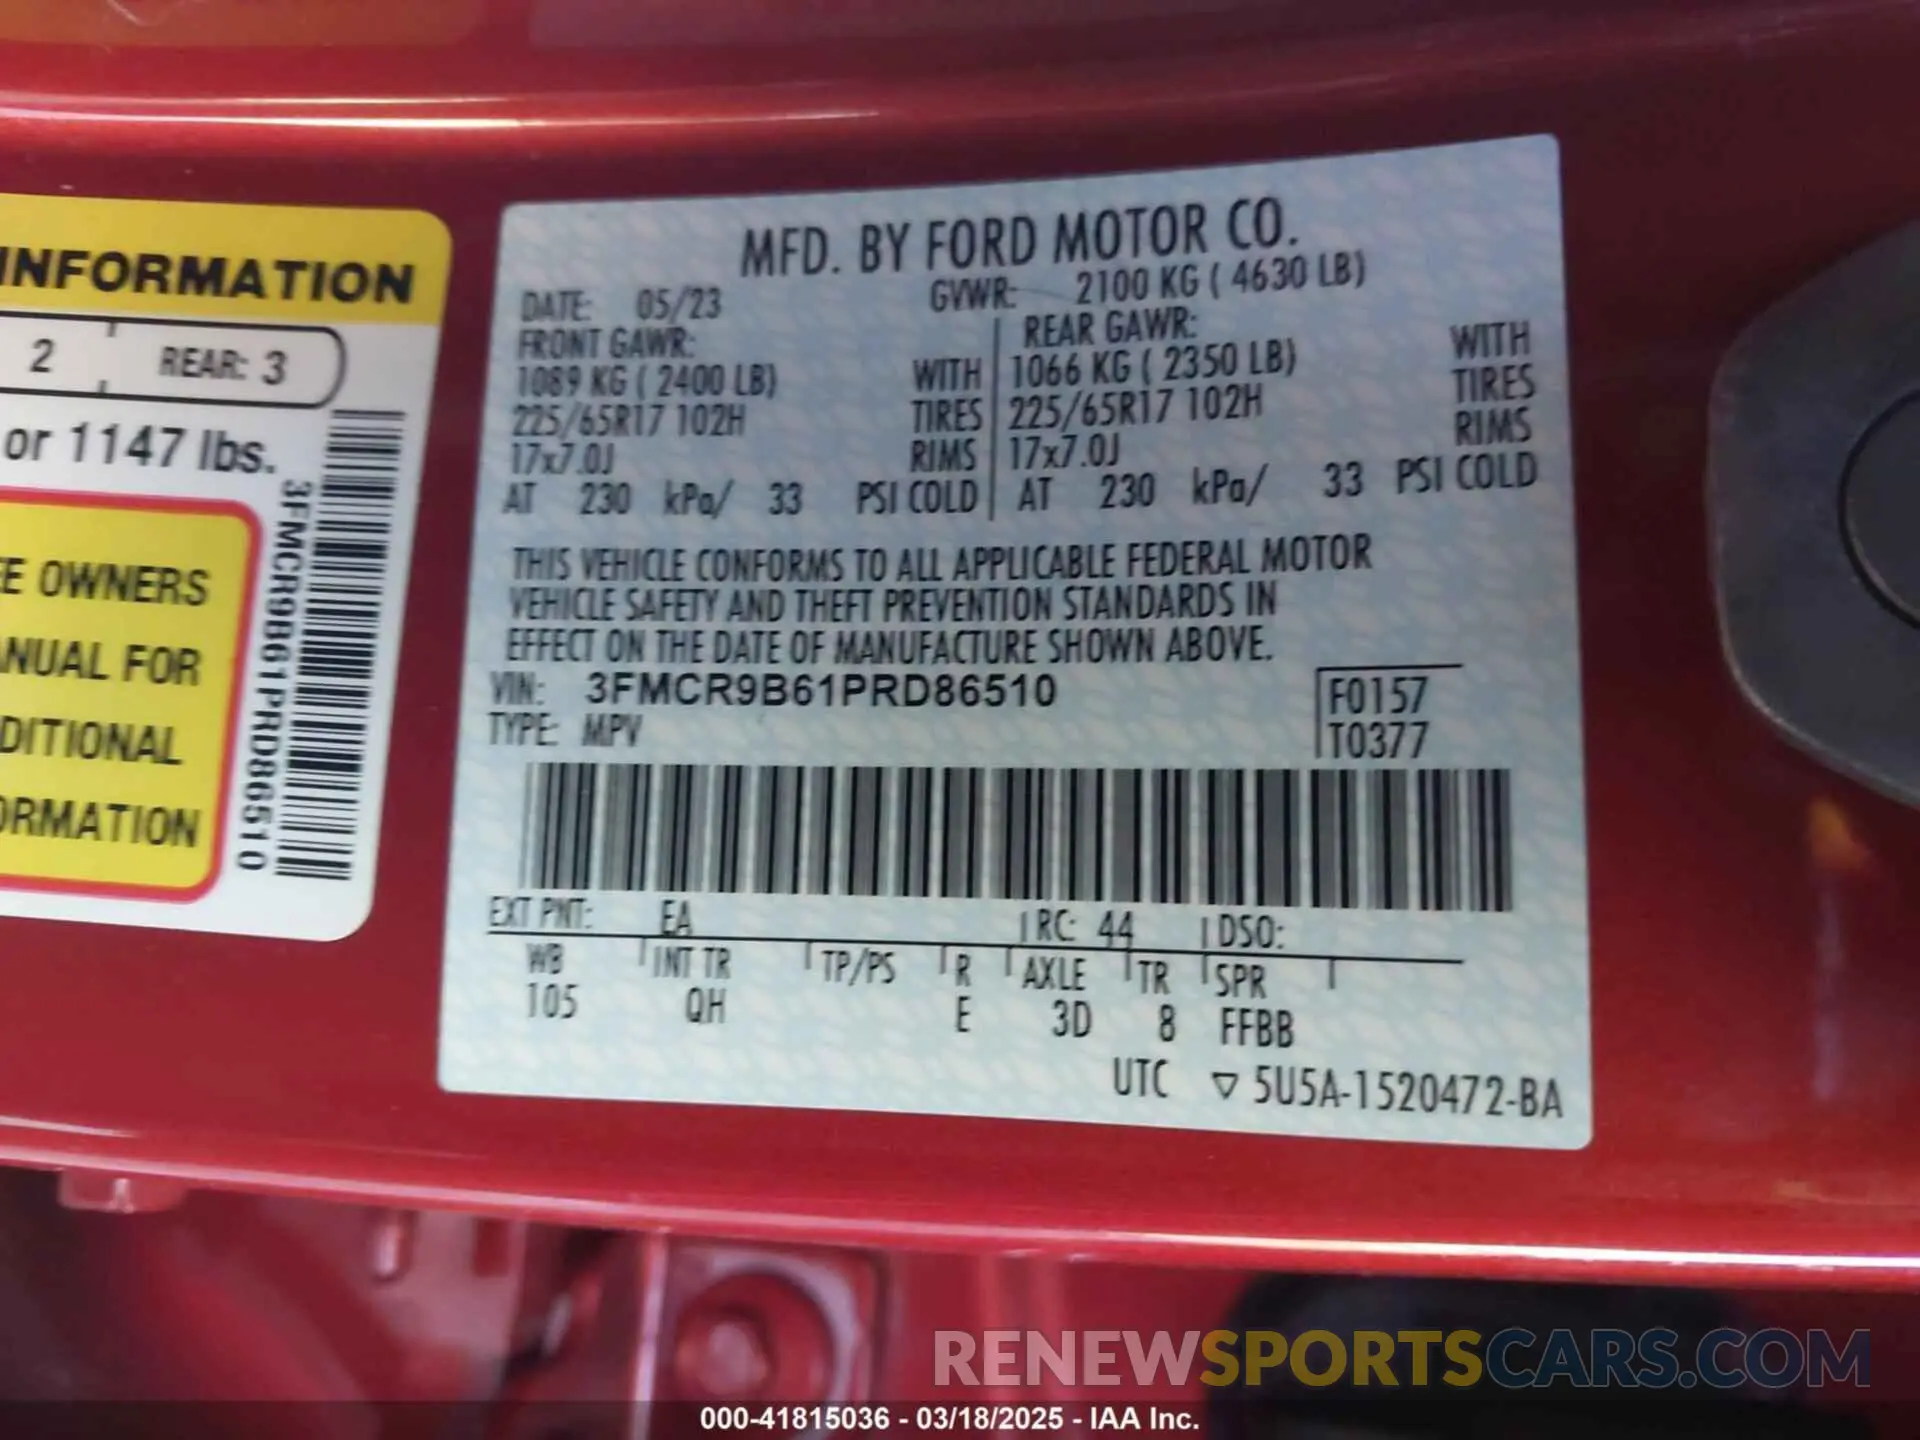 INFORMATION
2 REAR: 3
or 1147 lbs.
EE OWNERS
ANUAL FOR
DITIONAL
ORMATION
3FMCR9B61PRD86510
MFD. BY FORD MOTOR CO.
DATE: 05/23 GVWR: 2100 KG ( 4630 LB)
FRONT GAWR: REAR GAWR:
1089 KG ( 2400 LB) WITH 1066 KG ( 2350 LB) WITH
225/65R17 102H TIRES 225/65R17 102H TIRES
17x7.0J RIMS 17x7.0J RIMS
AT 230 kPa/ 33 PSI COLD AT 230 kPa/ 33 PSI COLD
THIS VEHICLE CONFORMS TO ALL APPLICABLE FEDERAL MOTOR
VEHICLE SAFETY AND THEFT PREVENTION STANDARDS IN
EFFECT ON THE DATE OF MANUFACTURE SHOWN ABOVE.
VIN: 3FMCR9B61PRD86510 F0157
TYPE: MPV T0377
EXT PNT: EA RC: 44 DSO:
WB INT TR TP/PS R AXLE TR SPR
105 QH E 3D 8 FFBB
UTC ▽ 5U5A-1520472-BA
RENEWSPORTSCARS.COM
000-41815036 - 03/18/2025 - IAA Inc.